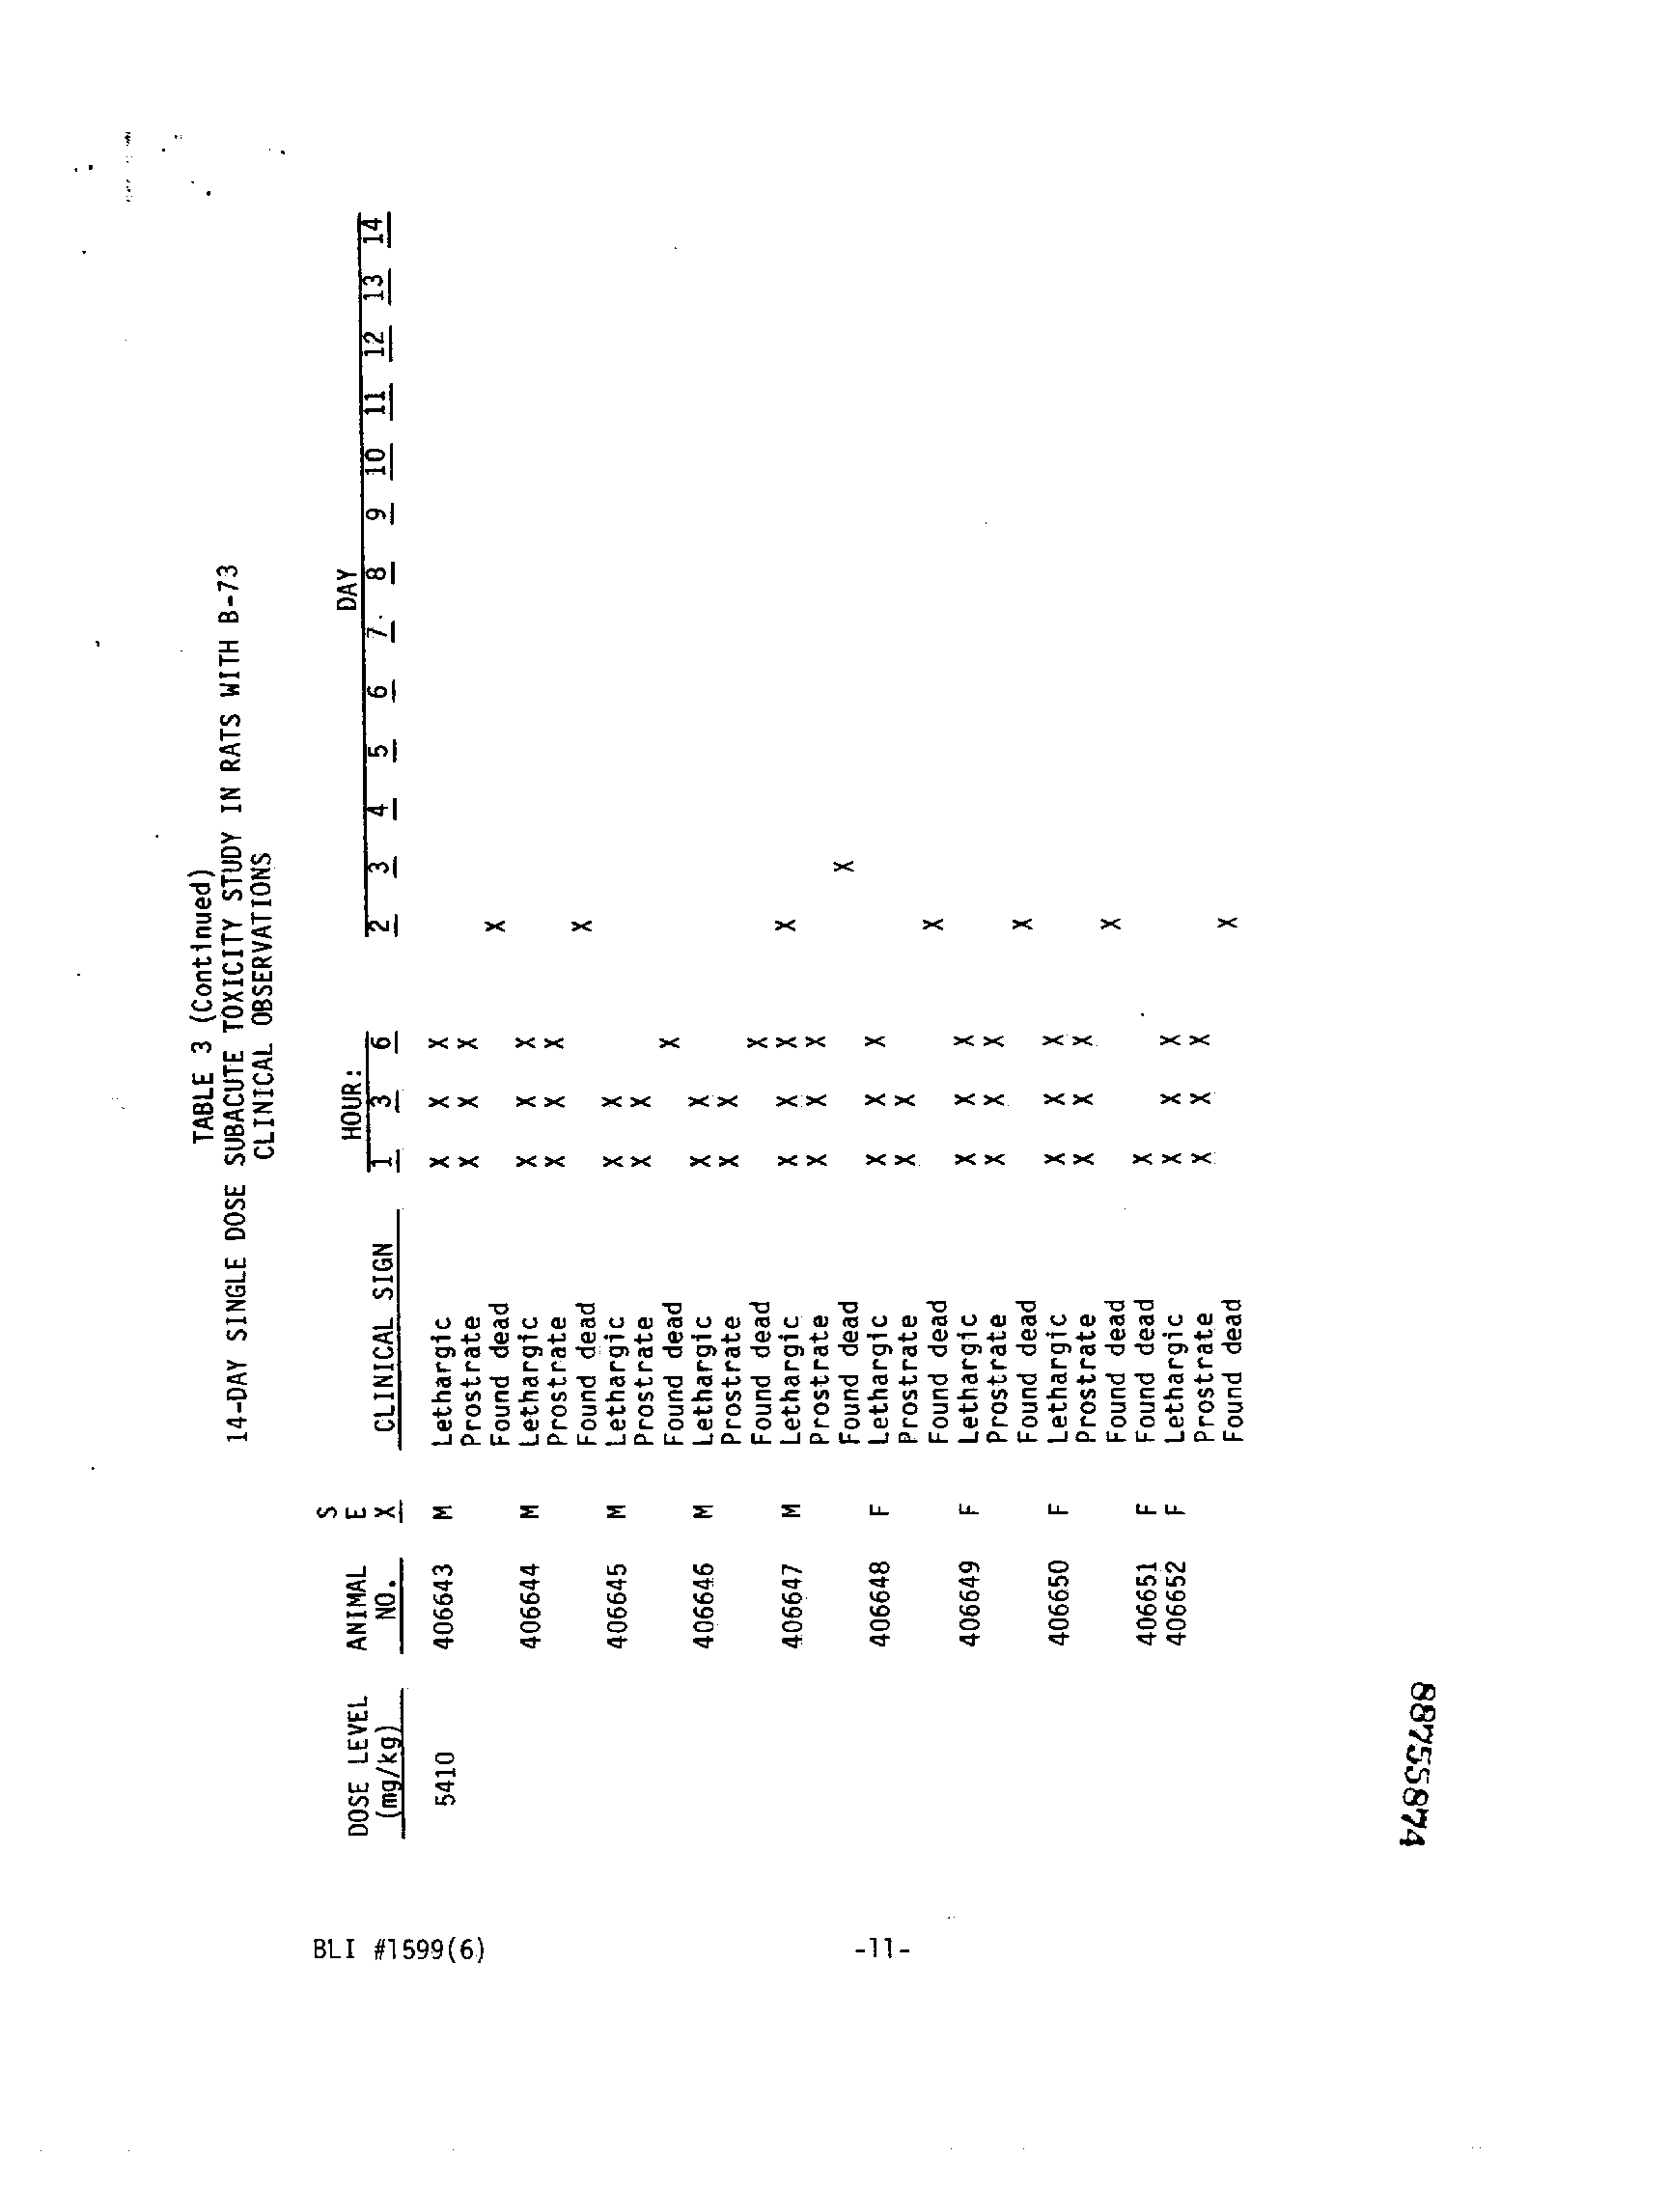 TABLE 3 (Continued)
14-DAY SINGLE DOSE SUBACUTE TOXICITY STUDY IN RATS WITH B-73
CLINICAL OBSERVATIONS
S
DOSE LEVEL ANIMAL E HOUR: DAY
(mg/kg) NO. X CLINICAL SIGN 1 3 6 2 3 4 5 6 7 8 9 10 11 12 13 14
5410 406643 M Lethargic X X X
Prostrate X X X
Found dead X
406644 M Lethargic X X X
Prostrate X X X
Found dead X
406645 M Lethargic X X
Prostrate X X
Found dead X
406646 M Lethargic X X
Prostrate X X
Found dead X
406647 M Lethargic X X X X
Prostrate X X X
Found dead X
406648 F Lethargic X X X
Prostrate X X
Found dead X
406649 F Lethargic X X X
Prostrate X X X
Found dead X
406650 F Lethargic X X X
Prostrate X X X
Found dead X
406651 F Found dead X
406652 F Lethargic X X X
Prostrate X X X
Found dead X
BLI #1599(6) -11-
88755874